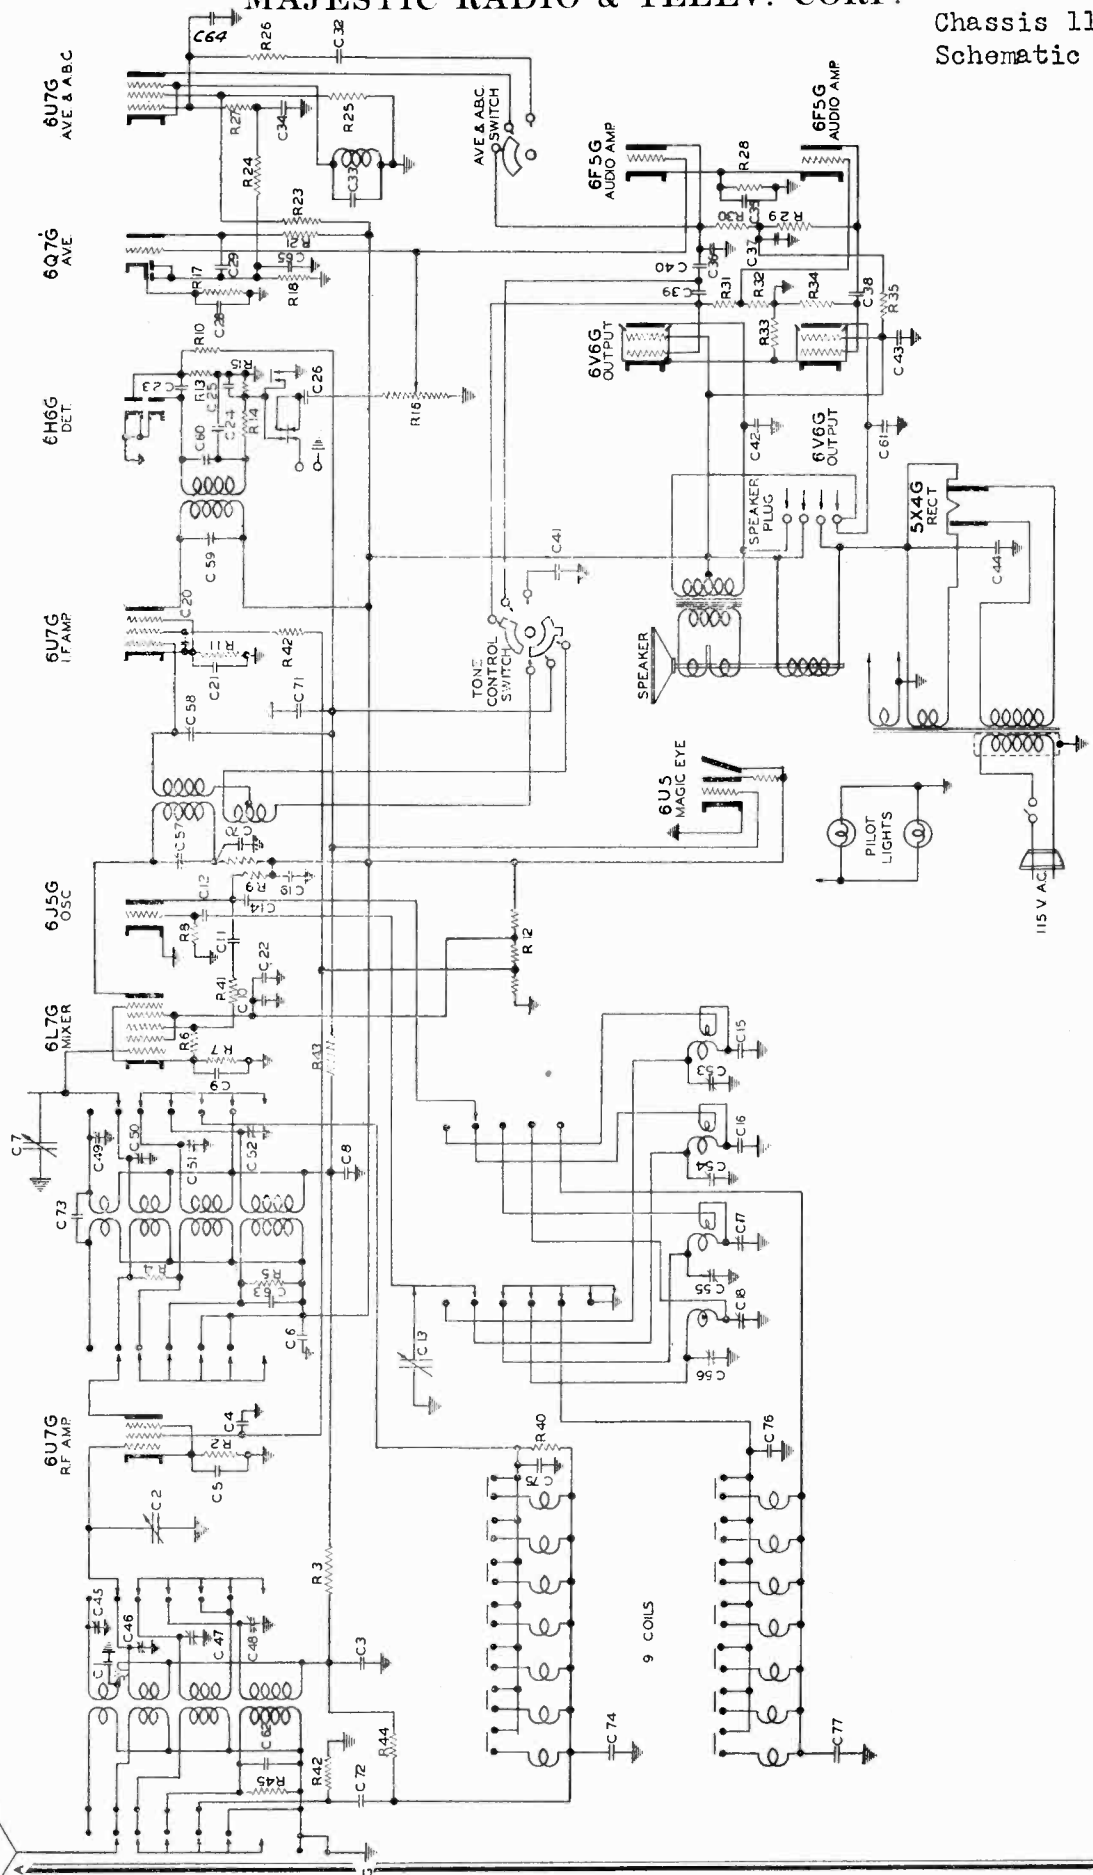 MAJESTIC RADIO & TELEV. CORP.
Chassis 11
Schematic
6U7G
R.F. AMP
6L7G
MIXER
6J5G
OSC
6U7G
I.F. AMP
6H6G
DET.
6Q7G
AVE.
6U7G
AVE & A.B.C.
C64
R26
C32
R27
C34
R25
R24
C33
R23
R21
C29
C65
R18
R17
C28
R10
C23
R13
R15
C25
C24
C60
R14
C26
R16
AVE & A.B.C.
SWITCH
6F5G
AUDIO AMP
6F5G
AUDIO AMP
R28
C35
R30
R29
C37
C36
C40
C39
R31
R32
R34
R33
C38
R35
C43
6V6G
OUTPUT
6V6G
OUTPUT
C42
C61
SPEAKER
PLUG
5X4G
RECT
C44
C59
C20
R11
C21
R42
C71
C58
C41
TONE
CONTROL
SWITCH
SPEAKER
6U5
MAGIC EYE
PILOT
LIGHTS
115 V A.C.
C57
R9
C19
C14
C12
R8
C11
R41
C10
C22
R6
R7
C9
R43
R12
C7
C49
C50
C51
C52
C8
C73
R4
R5
C63
C6
C13
C53
C15
C54
C16
C55
C17
C56
C18
C4
R2
C5
C2
R3
C45
C46
C47
C48
C3
C62
R45
R42
C72
R44
R40
C75
C76
9 COILS
C74
C77